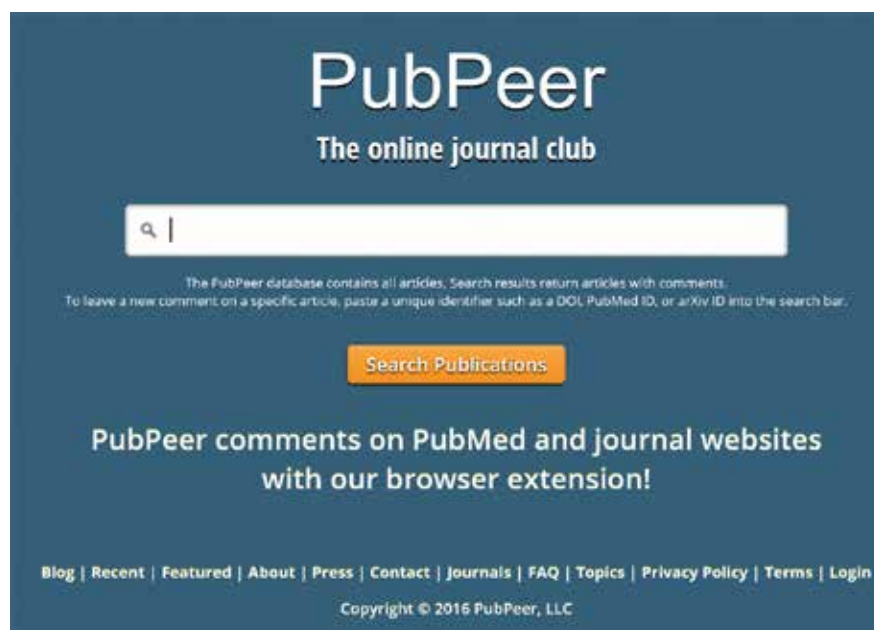 PubPeer
The online journal club
The PubPeer database contains all articles. Search results return articles with comments.
To leave a new comment on a specific article, paste a unique identifier such as a DOI, PubMed ID, or arXiv ID into the search bar.
Search Publications
PubPeer comments on PubMed and journal websites
with our browser extension!
Blog | Recent | Featured | About | Press | Contact | Journals | FAQ | Topics | Privacy Policy | Terms | Login
Copyright © 2016 PubPeer, LLC